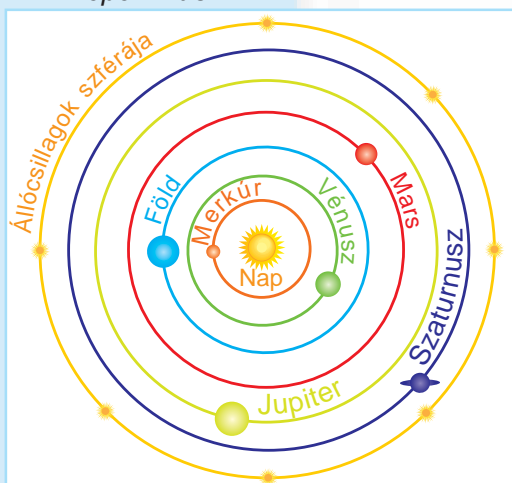 Állócsillagok szférája
Föld
Merkúr
Vénusz
Mars
Nap
Szaturnusz
Jupiter